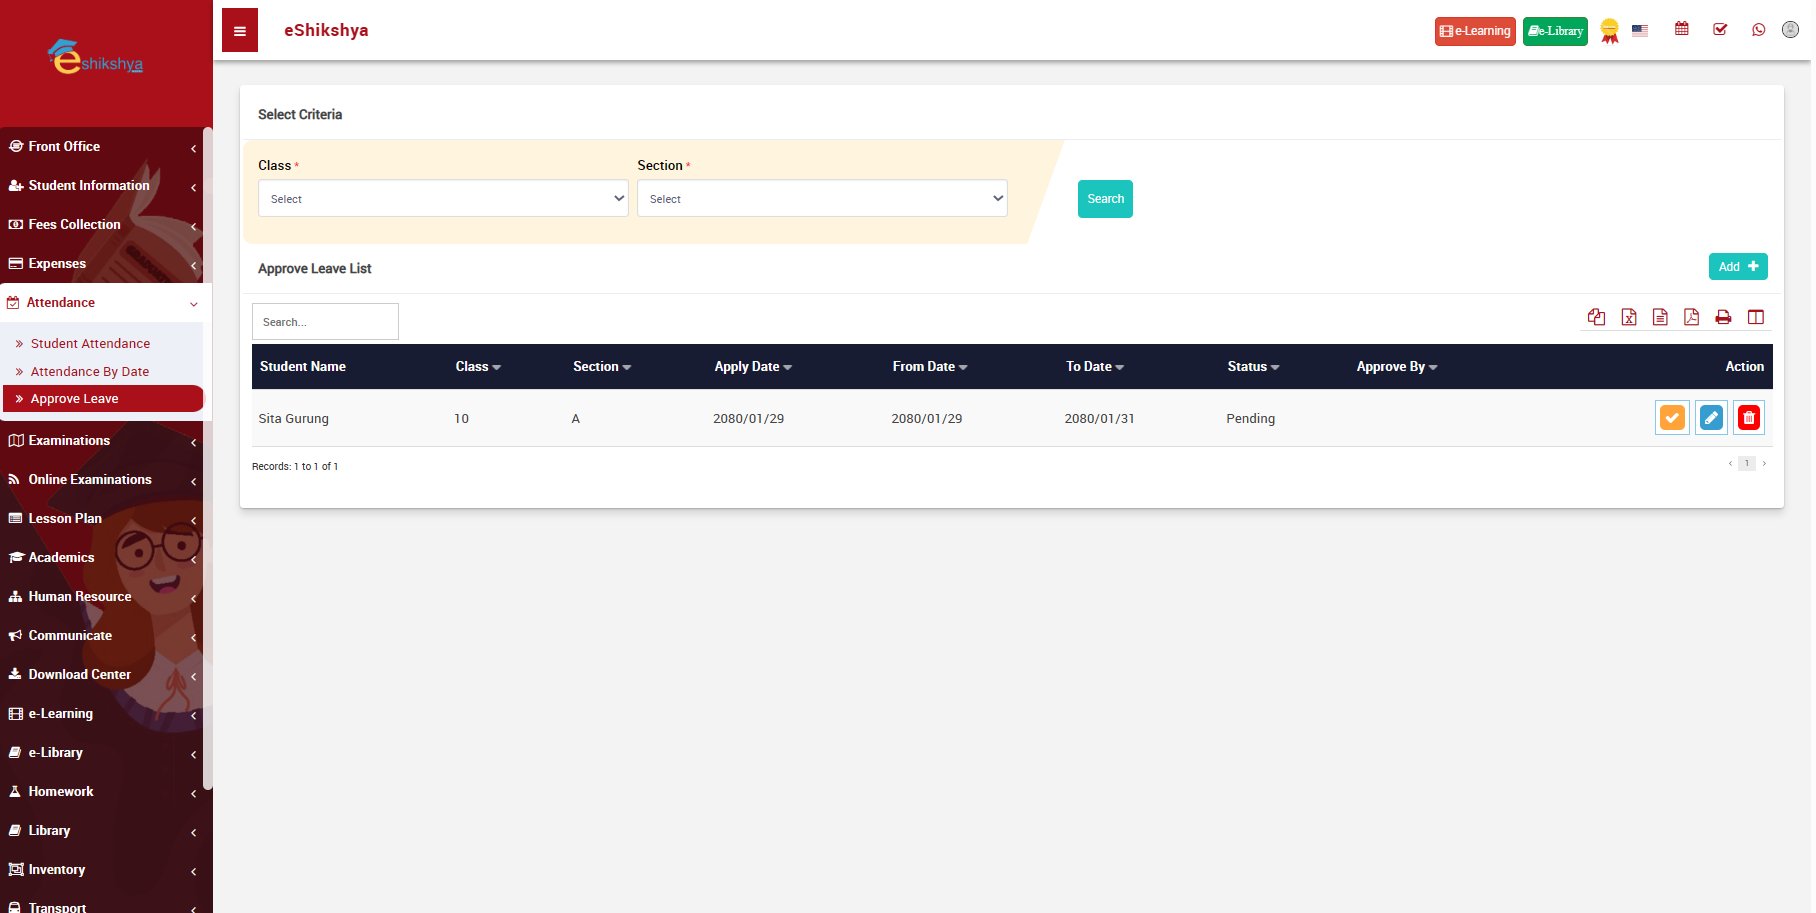 eshikshya
eShikshya
e-Learning
e-Library
Front Office
Student Information
Fees Collection
Expenses
Attendance
Student Attendance
Attendance By Date
Approve Leave
Examinations
Online Examinations
Lesson Plan
Academics
Human Resource
Communicate
Download Center
e-Learning
e-Library
Homework
Library
Inventory
Transport
Select Criteria
Class *
Section *
Select
Select
Search
Approve Leave List
Add +
Search...
Student Name Class Section Apply Date From Date To Date Status Approve By Action
Sita Gurung 10 A 2080/01/29 2080/01/29 2080/01/31 Pending
Records: 1 to 1 of 1
‹ 1 ›